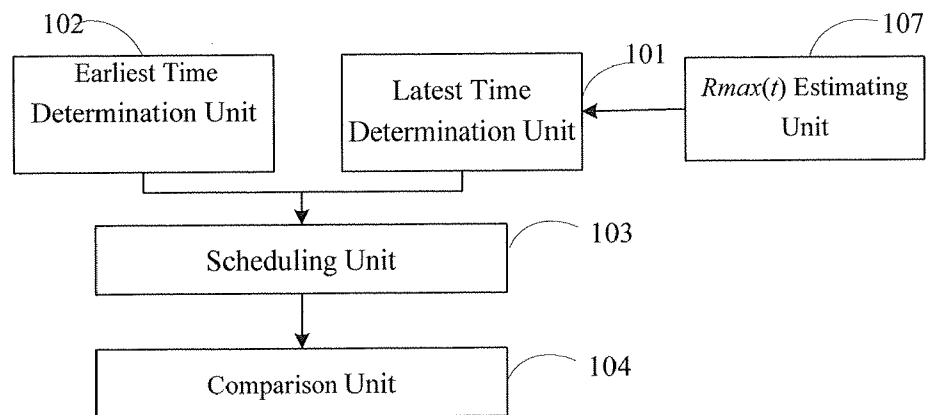 102
Earliest Time
Determination Unit
101
Latest Time
Determination Unit
107
Rmax(t) Estimating
Unit
Scheduling Unit
103
Comparison Unit
104